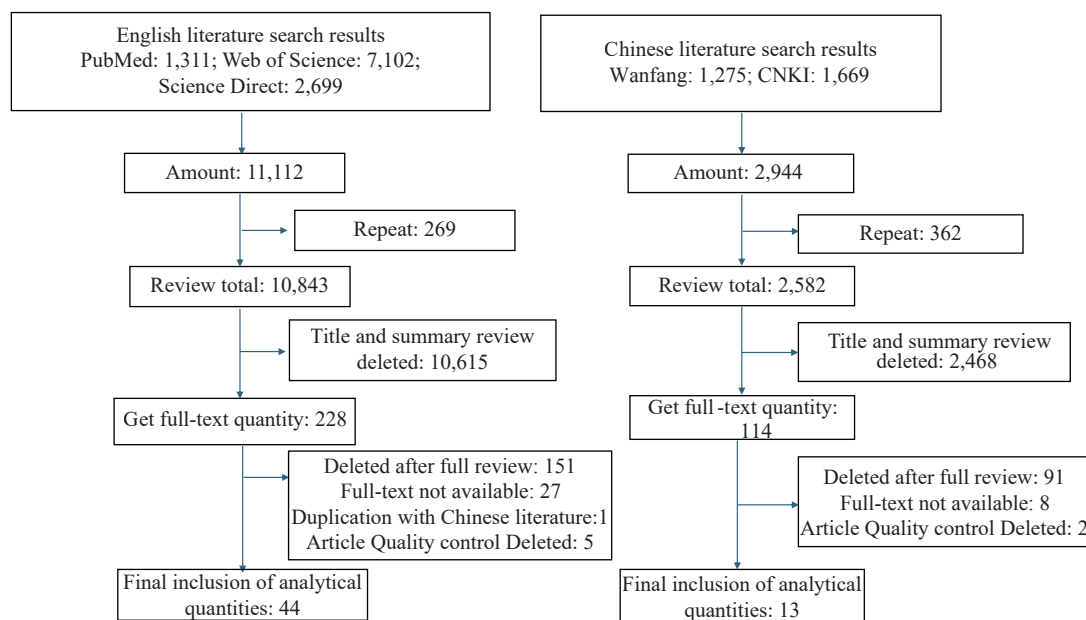 English literature search results
PubMed: 1,311; Web of Science: 7,102;
Science Direct: 2,699
Amount: 11,112
Repeat: 269
Review total: 10,843
Title and summary review
deleted: 10,615
Get full-text quantity: 228
Deleted after full review: 151
Full-text not available: 27
Duplication with Chinese literature:1
Article Quality control Deleted: 5
Final inclusion of analytical
quantities: 44
Chinese literature search results
Wanfang: 1,275; CNKI: 1,669
Amount: 2,944
Repeat: 362
Review total: 2,582
Title and summary review
deleted: 2,468
Get full-text quantity:
114
Deleted after full review: 91
Full-text not available: 8
Article Quality control Deleted: 2
Final inclusion of analytical
quantities: 13